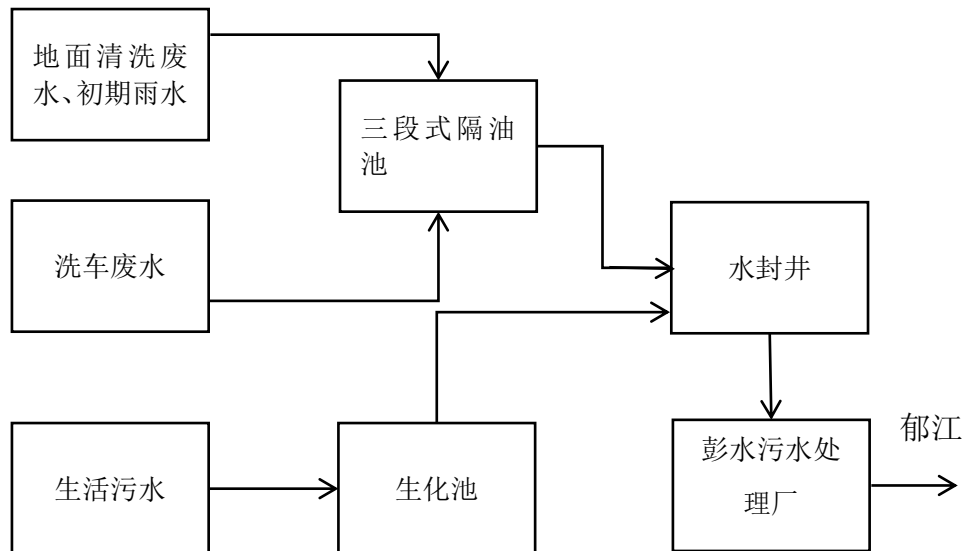 地面清洗废
水、初期雨水
三段式隔油
池
洗车废水
水封井
生活污水
生化池
彭水污水处
理厂
郁江